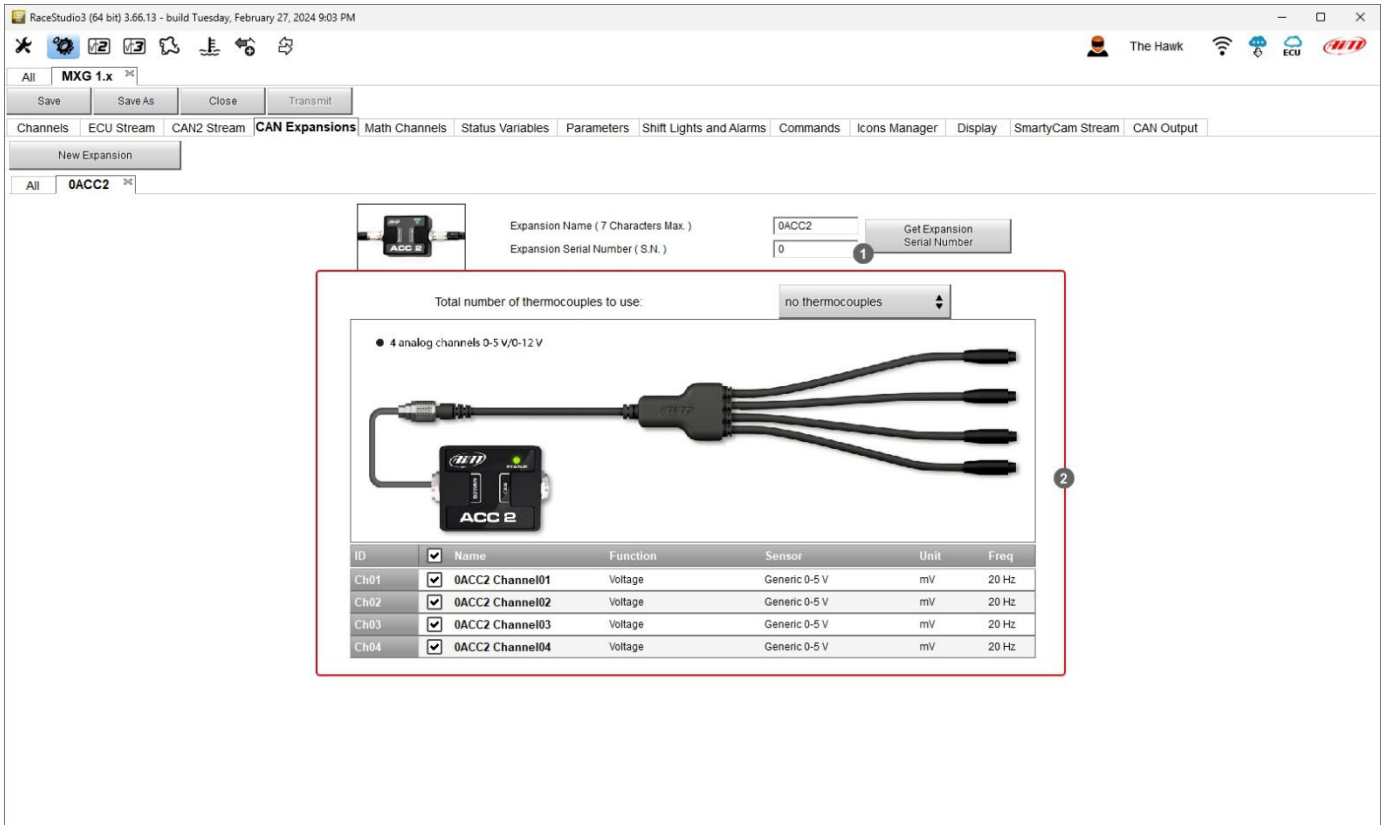 RaceStudio3 (64 bit) 3.66.13 - build Tuesday, February 27, 2024 9:03 PM
The Hawk ECU AiM
All MXG 1.x
Save Save As Close Transmit
Channels ECU Stream CAN2 Stream CAN Expansions Math Channels Status Variables Parameters Shift Lights and Alarms Commands Icons Manager Display SmartyCam Stream CAN Output
New Expansion
All 0ACC2
ACC 2
Expansion Name ( 7 Characters Max. ) 0ACC2
Expansion Serial Number ( S.N. ) 0
Get Expansion
Serial Number
1
Total number of thermocouples to use: no thermocouples
● 4 analog channels 0-5 V/0-12 V
AiM
AiM STATUS
ANALOG CAN
ACC 2
2
ID Name Function Sensor Unit Freq
Ch01 0ACC2 Channel01 Voltage Generic 0-5 V mV 20 Hz
Ch02 0ACC2 Channel02 Voltage Generic 0-5 V mV 20 Hz
Ch03 0ACC2 Channel03 Voltage Generic 0-5 V mV 20 Hz
Ch04 0ACC2 Channel04 Voltage Generic 0-5 V mV 20 Hz